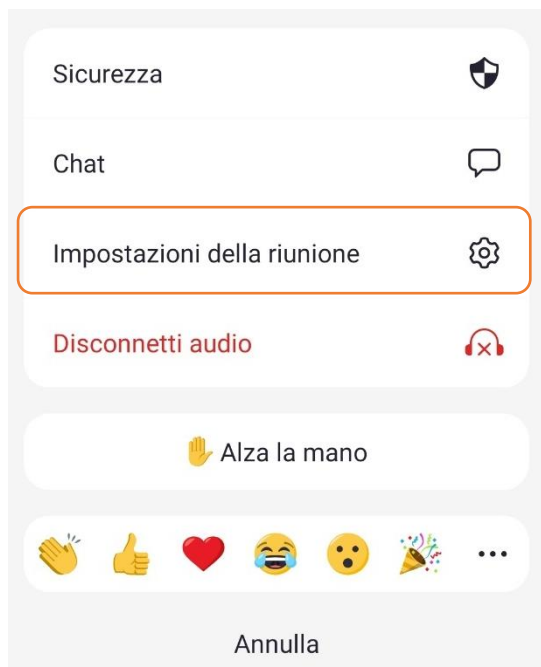 Sicurezza
Chat
Impostazioni della riunione
Disconnetti audio
Alza la mano
Annulla